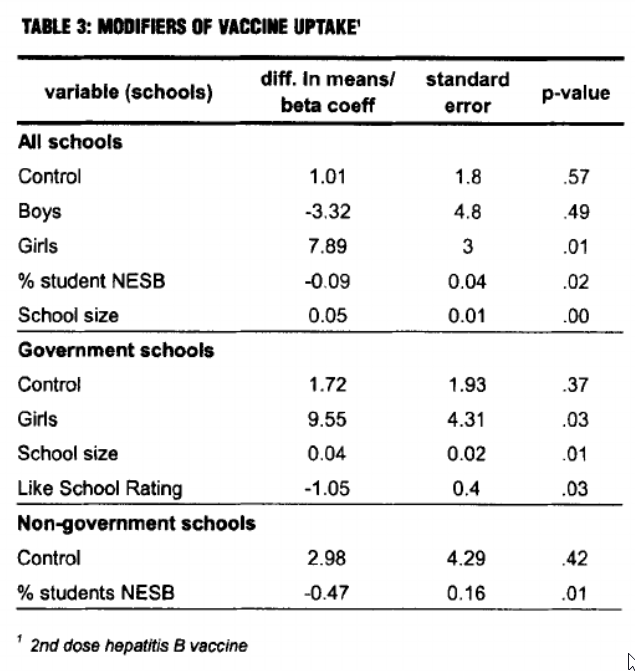 TABLE 3: MODIFIERS OF VACCINE UPTAKE¹
variable (schools) diff. In means/ beta coeff standard error p-value
All schools
Control 1.01 1.8 .57
Boys -3.32 4.8 .49
Girls 7.89 3 .01
% student NESB -0.09 0.04 .02
School size 0.05 0.01 .00
Government schools
Control 1.72 1.93 .37
Girls 9.55 4.31 .03
School size 0.04 0.02 .01
Like School Rating -1.05 0.4 .03
Non-government schools
Control 2.98 4.29 .42
% students NESB -0.47 0.16 .01
¹ 2nd dose hepatitis B vaccine